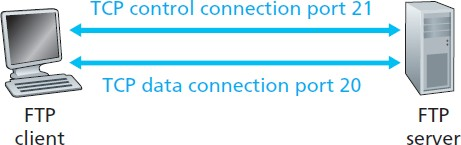 TCP control connection port 21
TCP data connection port 20
FTP
client
FTP
server